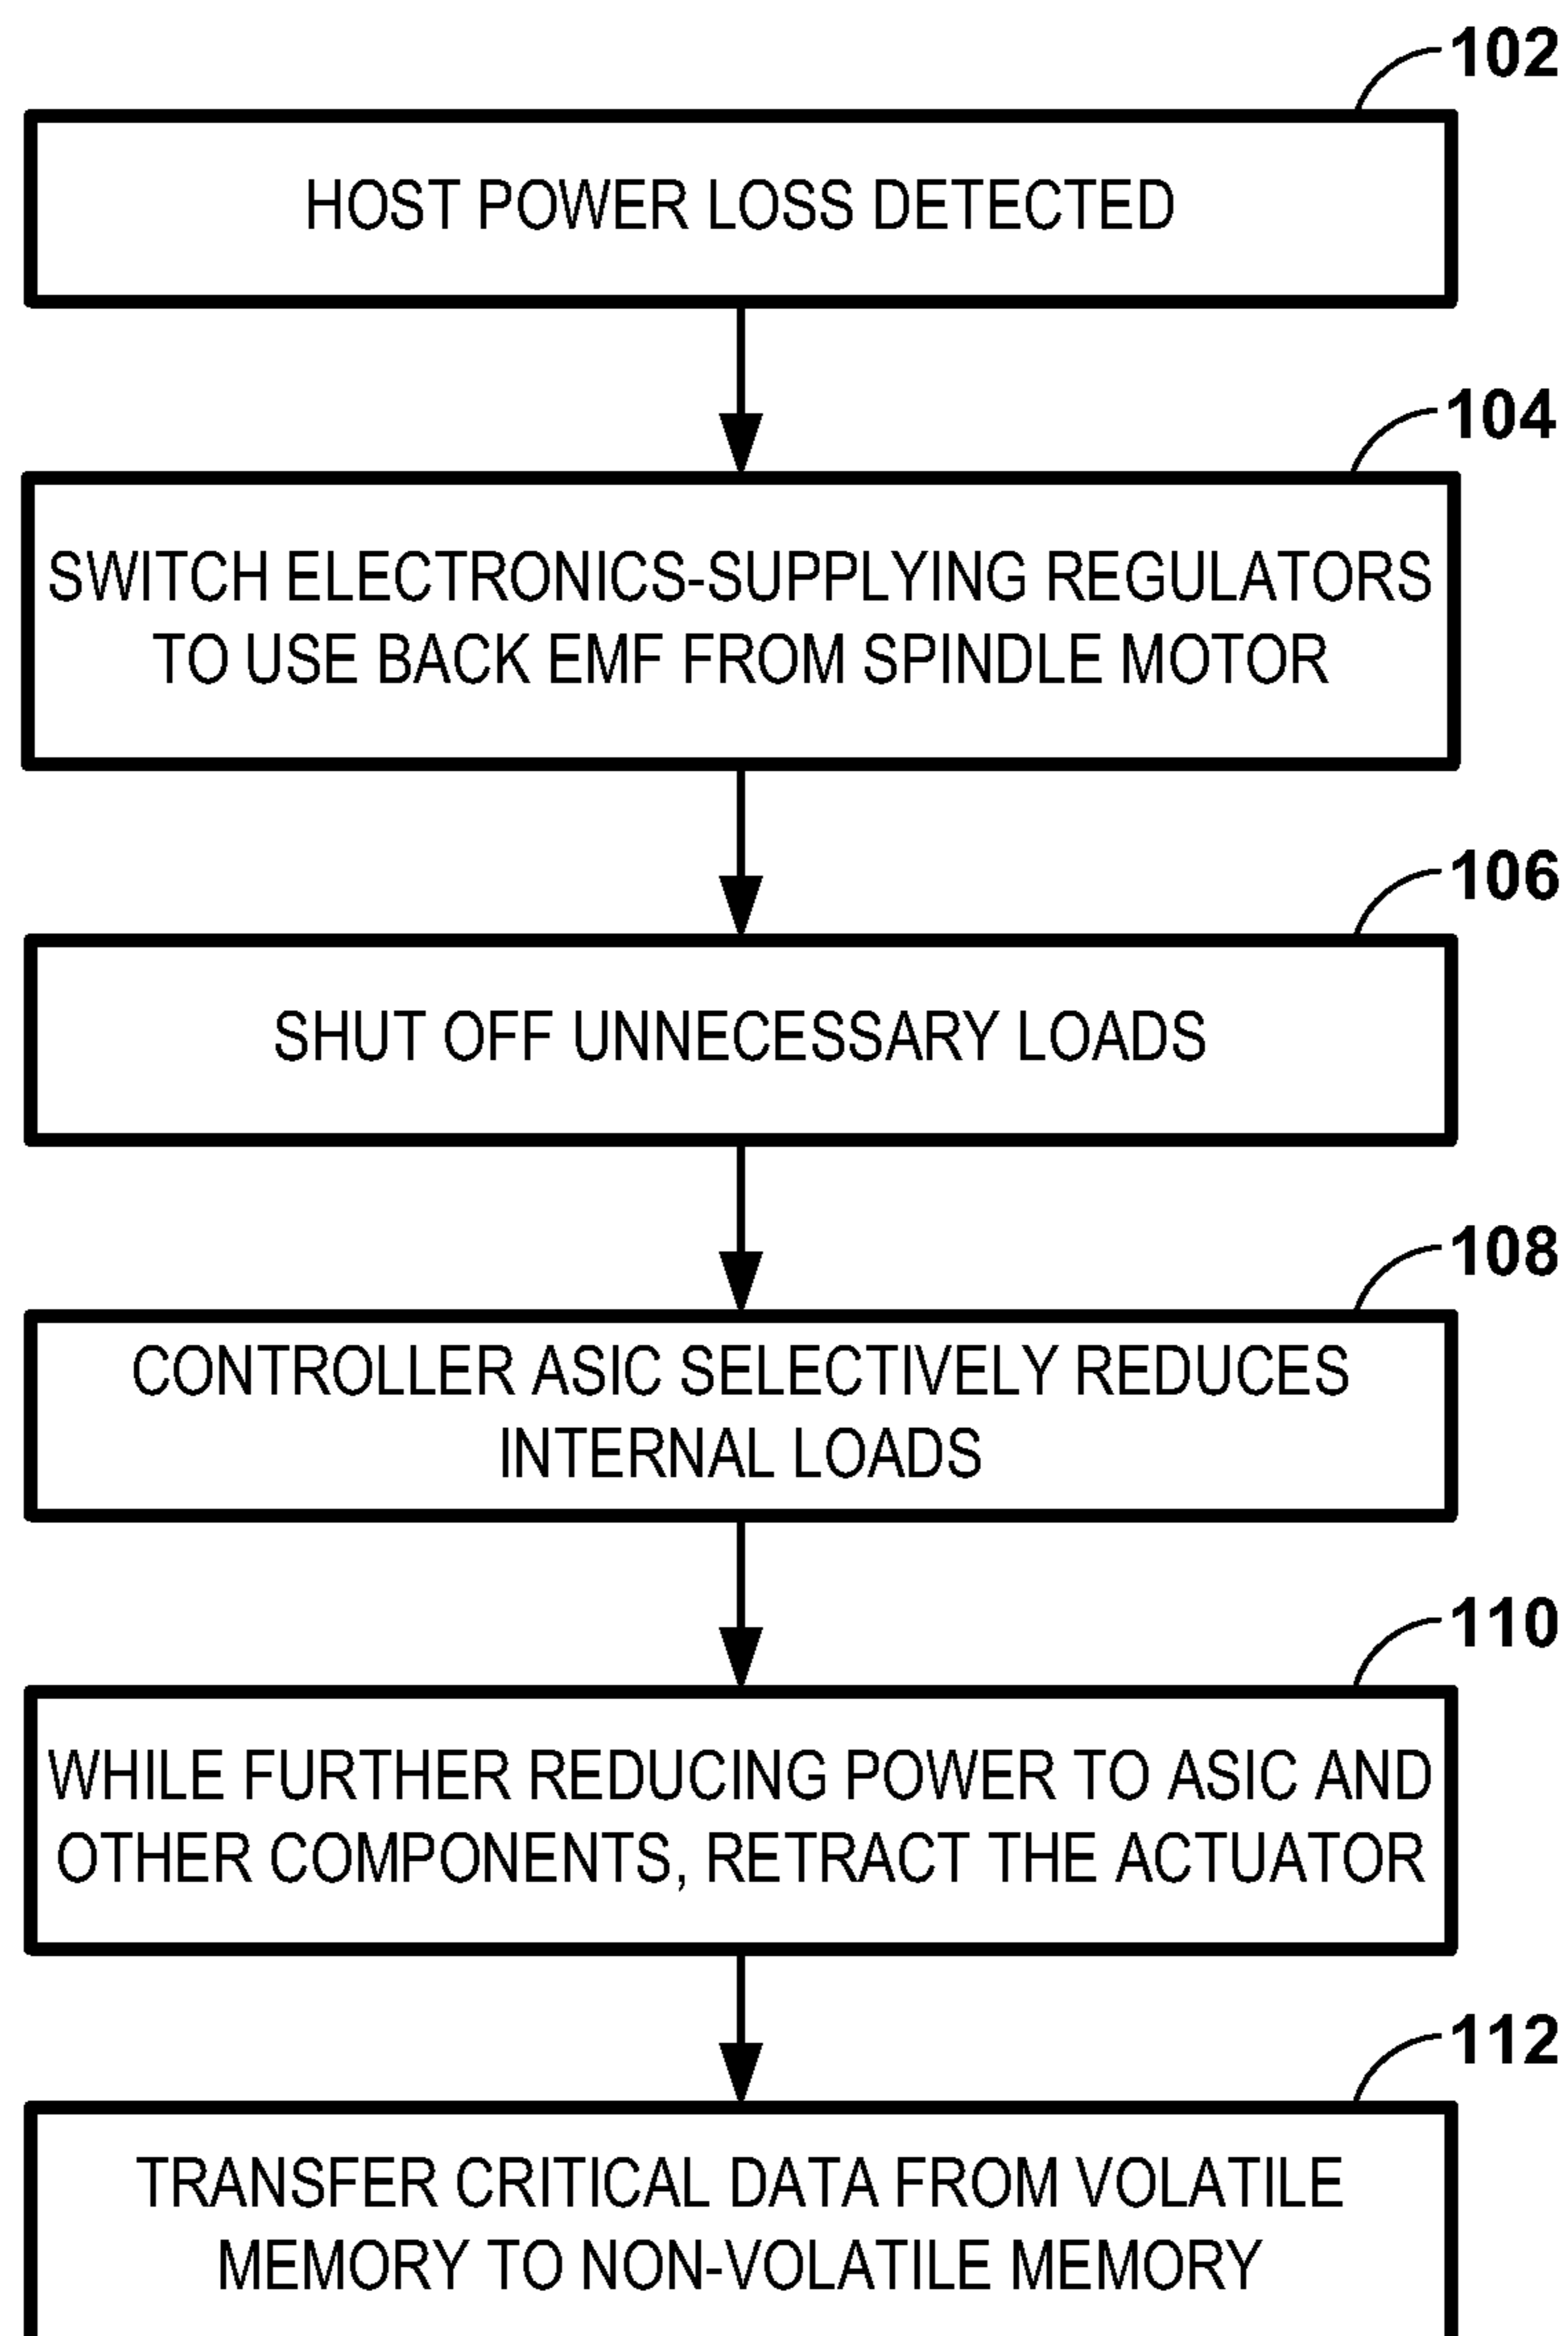 102
HOST POWER LOSS DETECTED
104
SWITCH ELECTRONICS-SUPPLYING REGULATORS
TO USE BACK EMF FROM SPINDLE MOTOR
106
SHUT OFF UNNECESSARY LOADS
108
CONTROLLER ASIC SELECTIVELY REDUCES
INTERNAL LOADS
110
WHILE FURTHER REDUCING POWER TO ASIC AND
OTHER COMPONENTS, RETRACT THE ACTUATOR
112
TRANSFER CRITICAL DATA FROM VOLATILE
MEMORY TO NON-VOLATILE MEMORY